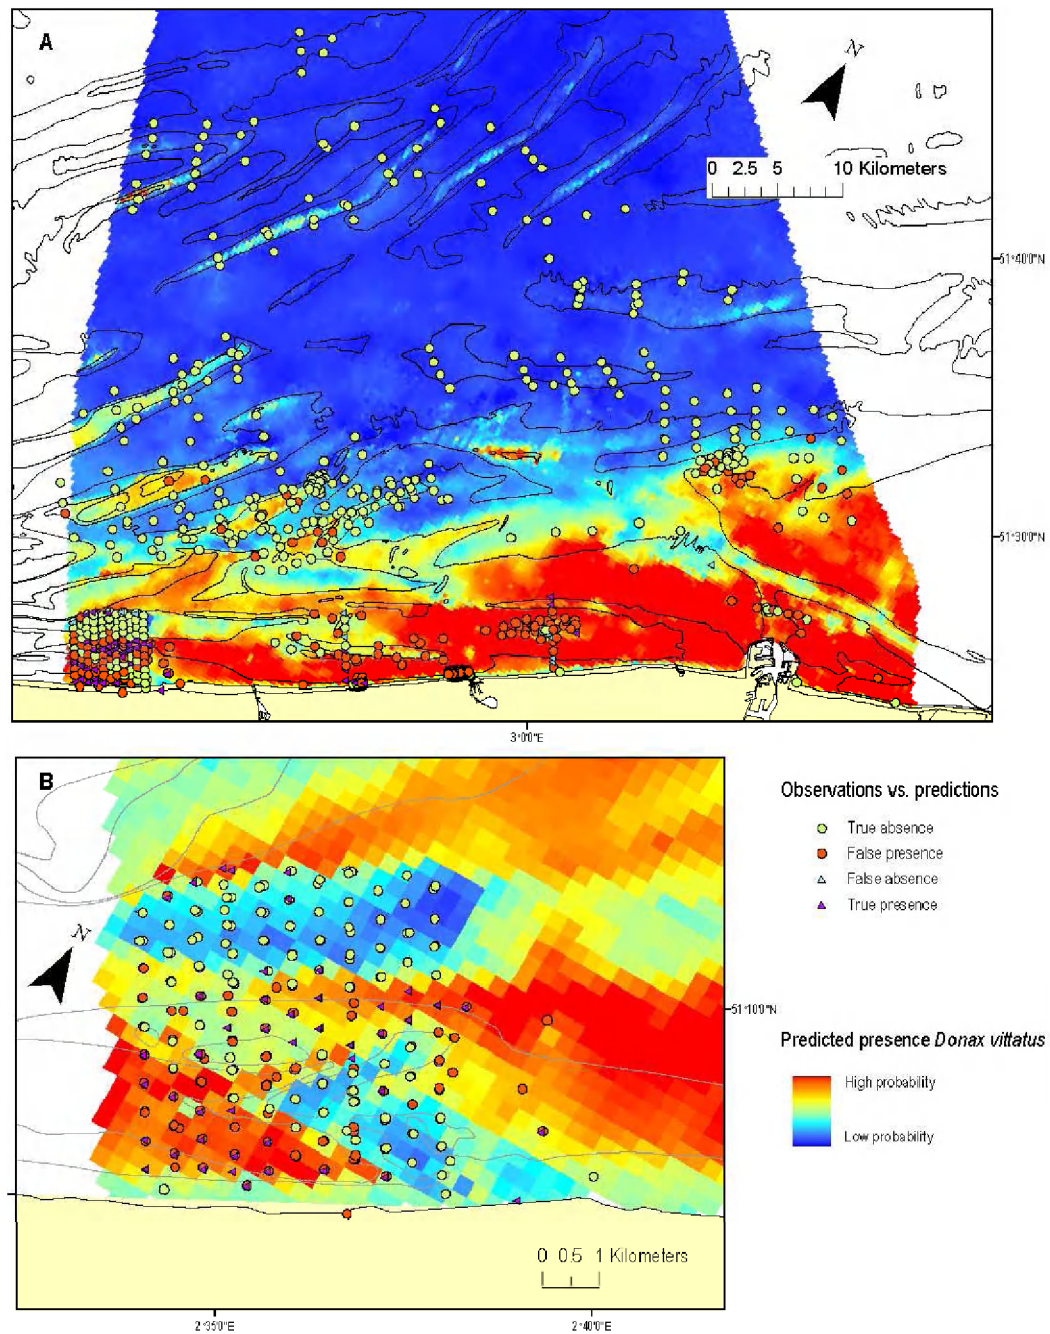 A
N
0 2.5 5 10 Kilometers
51°40'0"N
51°30'0"N
3°0'0"E
B
N
51°10'0"N
0 0.5 1 Kilometers
2°35'0"E
2°40'0"E
Observations vs. predictions
True absence
False presence
False absence
True presence
Predicted presence Donax vittatus
High probability
Low probability